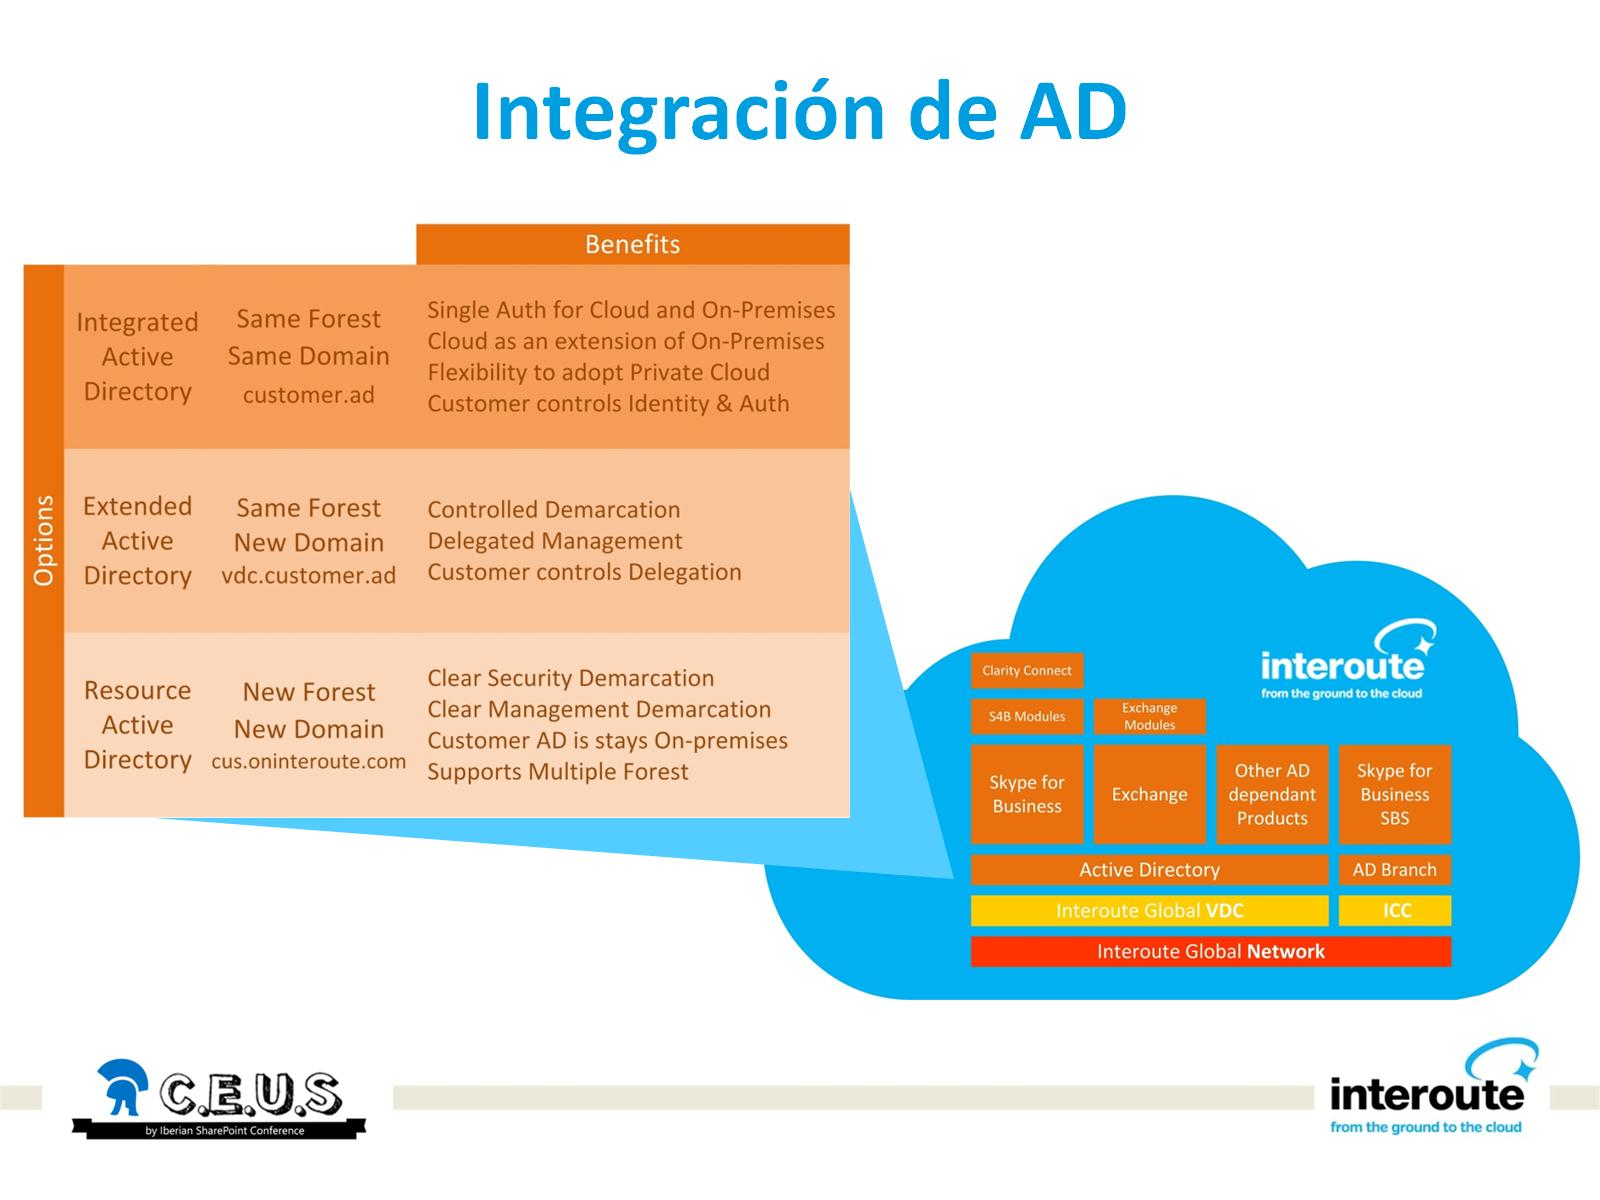 Integración de AD
Benefits
Options
Integrated
Active
Directory
Same Forest
Same Domain
customer.ad
Single Auth for Cloud and On-Premises
Cloud as an extension of On-Premises
Flexibility to adopt Private Cloud
Customer controls Identity & Auth
Extended
Active
Directory
Same Forest
New Domain
vdc.customer.ad
Controlled Demarcation
Delegated Management
Customer controls Delegation
Resource
Active
Directory
New Forest
New Domain
cus.oninteroute.com
Clear Security Demarcation
Clear Management Demarcation
Customer AD is stays On-premises
Supports Multiple Forest
interoute
from the ground to the cloud
Clarity Connect
S4B Modules
Exchange
Modules
Skype for
Business
Exchange
Other AD
dependant
Products
Skype for
Business
SBS
Active Directory
AD Branch
Interoute Global VDC
ICC
Interoute Global Network
C.E.U.S
by Iberian SharePoint Conference
interoute
from the ground to the cloud